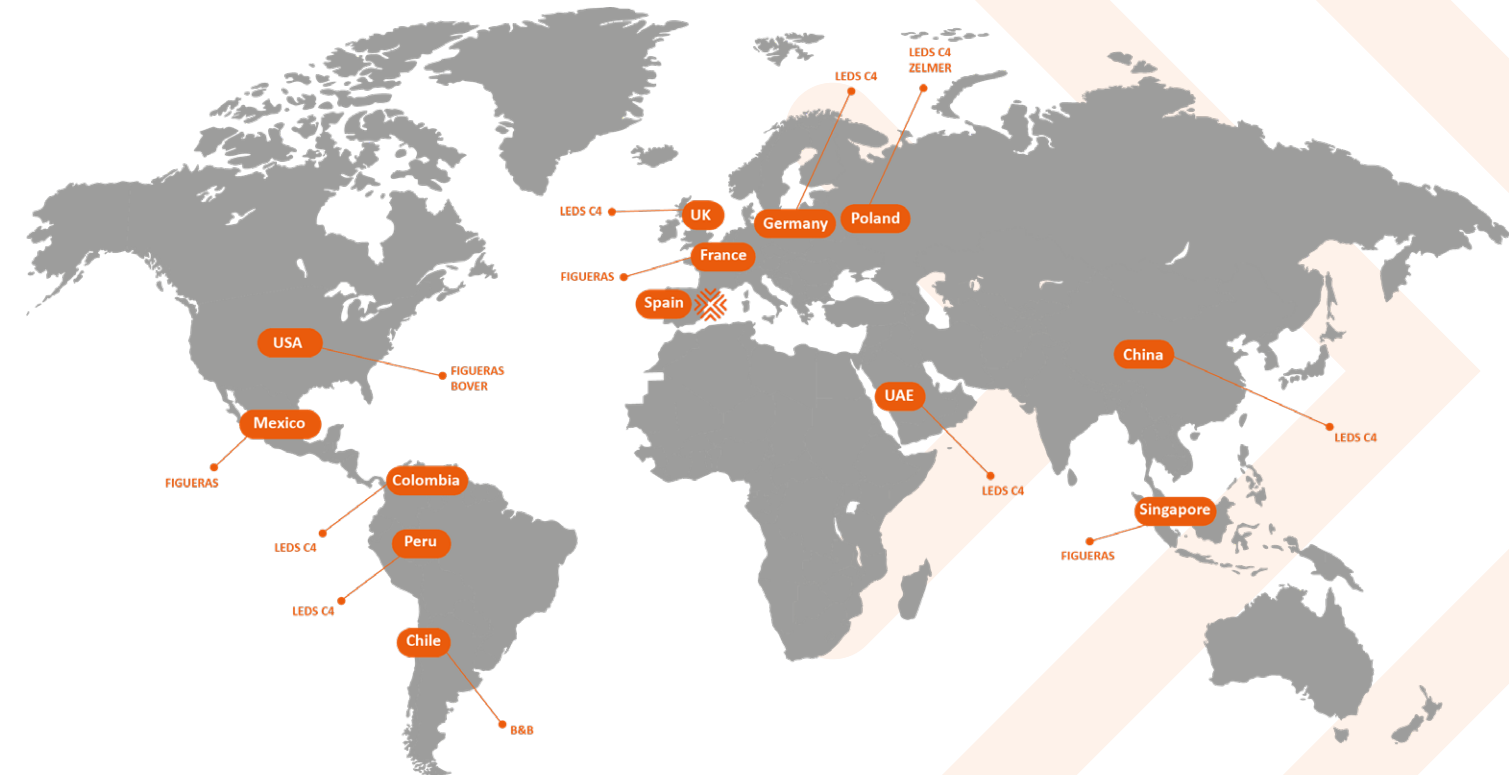 LEDS C4
ZELMER
LEDS C4
LEDS C4
UK
Germany
Poland
France
FIGUERAS
Spain
USA
FIGUERAS
BOVER
China
UAE
Mexico
LEDS C4
FIGUERAS
Colombia
LEDS C4
Singapore
LEDS C4
Peru
FIGUERAS
LEDS C4
Chile
B&B